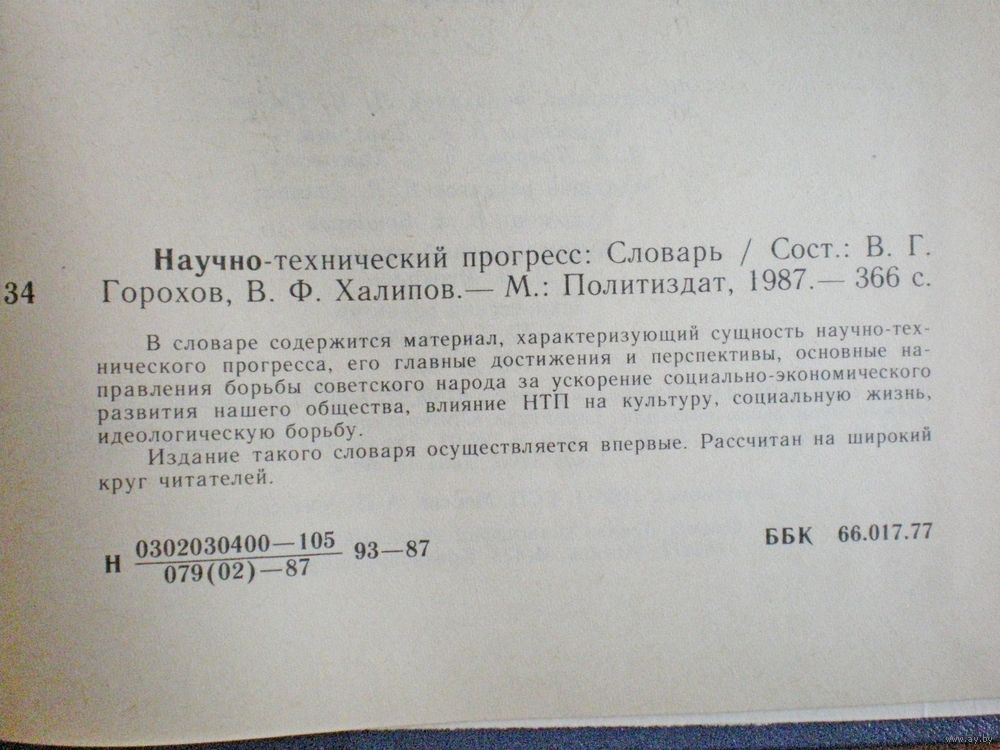 Научно-технический прогресс: Словарь / Сост.: В. Г.
34 Горохов, В. Ф. Халипов.— М.: Политиздат, 1987.— 366 с.
В словаре содержится материал, характеризующий сущность научно-тех-
нического прогресса, его главные достижения и перспективы, основные на-
правления борьбы советского народа за ускорение социально-экономического
развития нашего общества, влияние НТП на культуру, социальную жизнь,
идеологическую борьбу.
Издание такого словаря осуществляется впервые. Рассчитан на широкий
круг читателей.
Н 0302030400—105 93—87
079(02)—87
ББК 66.017.77
www.ay.by